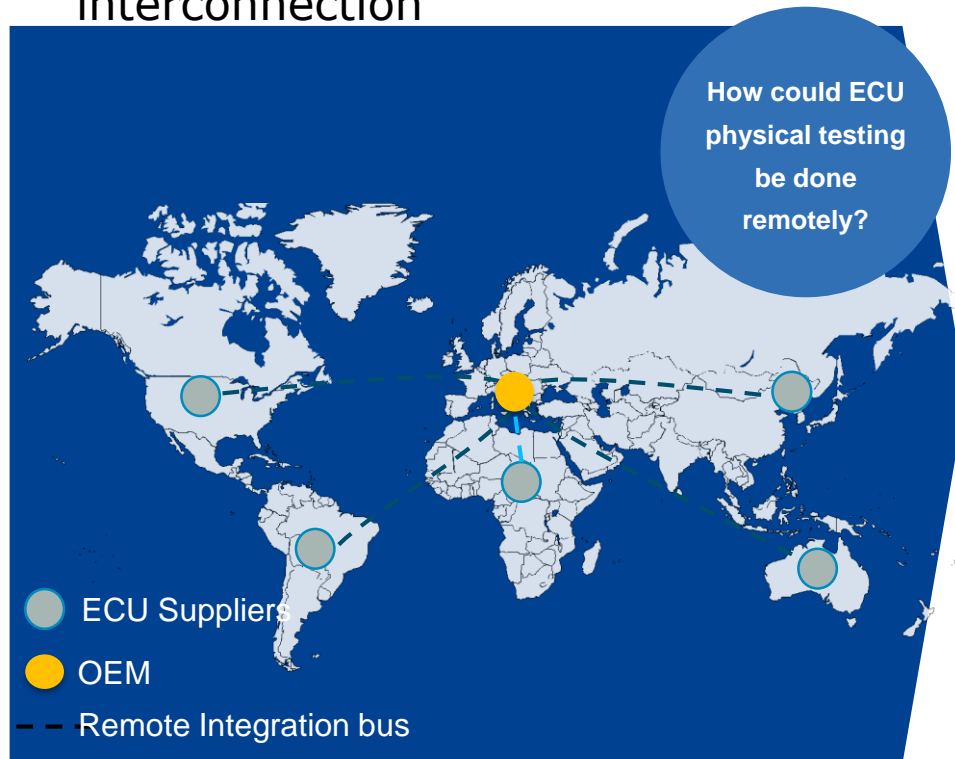 interconnection
How could ECU
physical testing
be done
remotely?
ECU Suppliers
OEM
Remote Integration bus